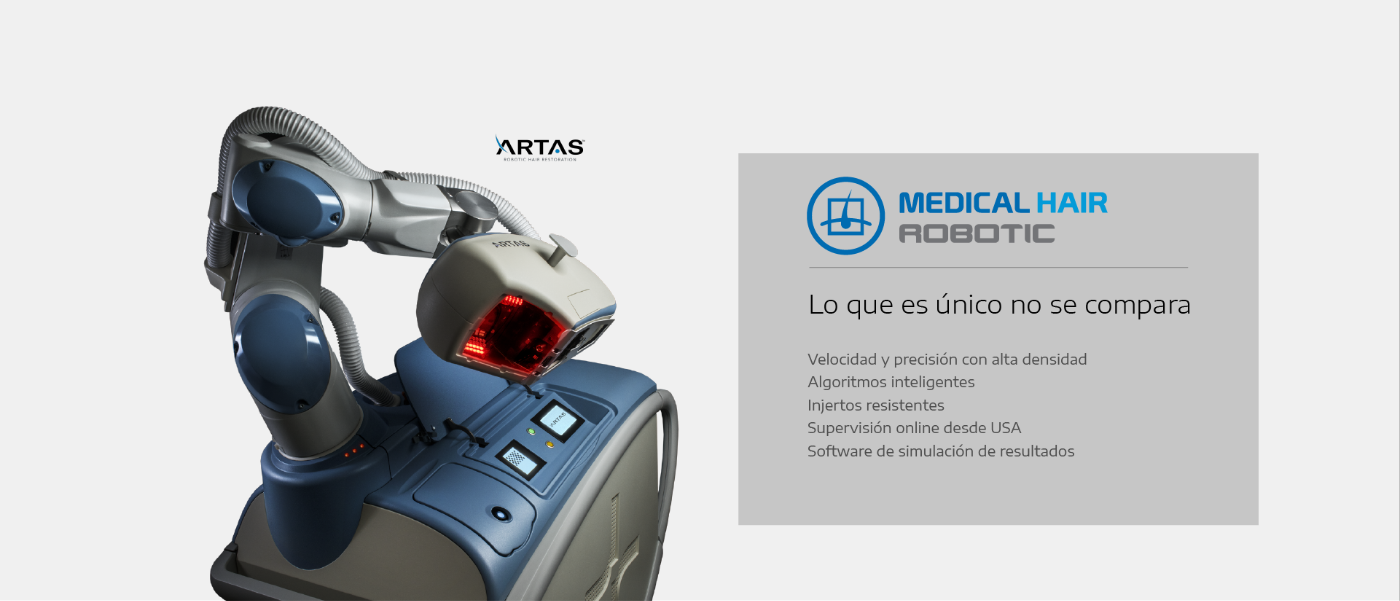 ARTAS
ROBOTIC HAIR RESTORATION
ARTAS
ARTAS
MEDICAL HAIR
ROBOTIC
Lo que es único no se compara
Velocidad y precisión con alta densidad
Algoritmos inteligentes
Injertos resistentes
Supervisión online desde USA
Software de simulación de resultados